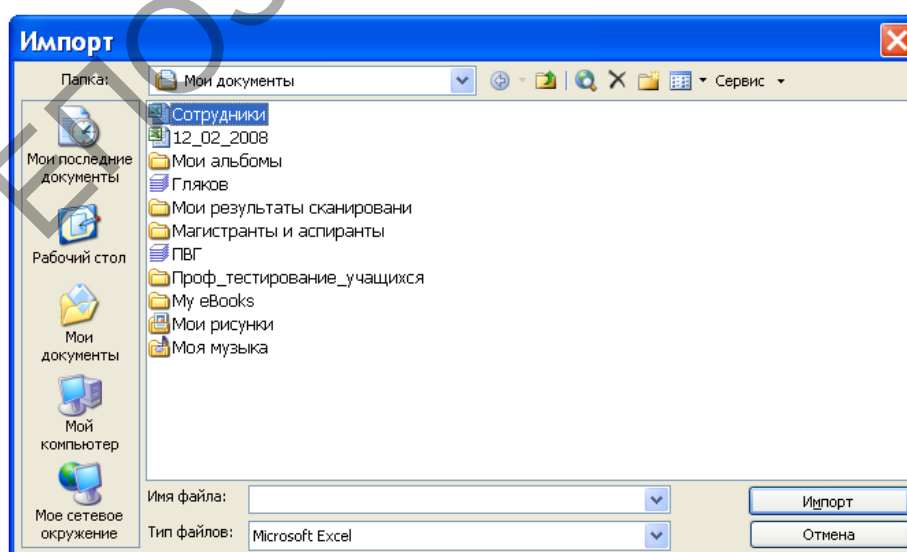 Импорт
Папка: Мои документы Сервис
Мои последние документы
Рабочий стол
Мои документы
Мой компьютер
Мое сетевое окружение
Сотрудники
12_02_2008
Мои альбомы
Гляков
Мои результаты сканировани
Магистранты и аспиранты
ПВГ
Проф_тестирование_учащихся
My eBooks
Мои рисунки
Моя музыка
Имя файла: Импорт
Тип файлов: Microsoft Excel Отмена